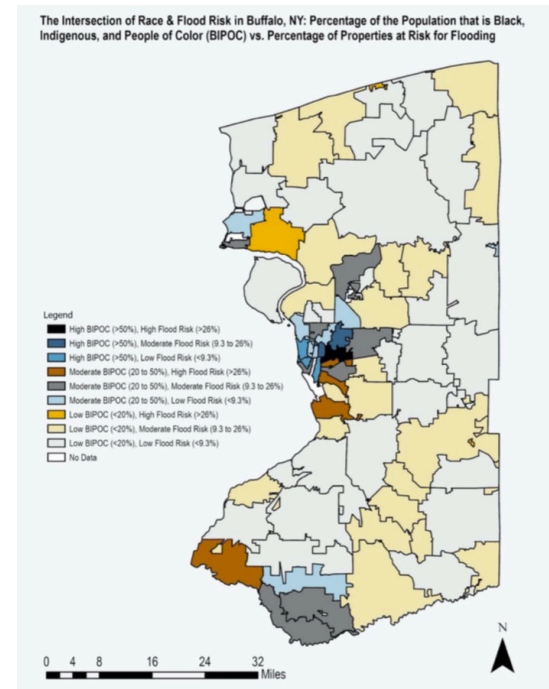 The Intersection of Race & Flood Risk in Buffalo, NY: Percentage of the Population that is Black,
Indigenous, and People of Color (BIPOC) vs. Percentage of Properties at Risk for Flooding
Legend
High BIPOC (>50%), High Flood Risk (>26%)
High BIPOC (>50%), Moderate Flood Risk (9.3 to 26%)
High BIPOC (>50%), Low Flood Risk (<9.3%)
Moderate BIPOC (20 to 50%), High Flood Risk (>26%)
Moderate BIPOC (20 to 50%), Moderate Flood Risk (9.3 to 26%)
Moderate BIPOC (20 to 50%), Low Flood Risk (<9.3%)
Low BIPOC (<20%), High Flood Risk (>26%)
Low BIPOC (<20%), Moderate Flood Risk (9.3 to 26%)
Low BIPOC (<20%), Low Flood Risk (<9.3%)
No Data
N
0 4 8 16 24 32
Miles